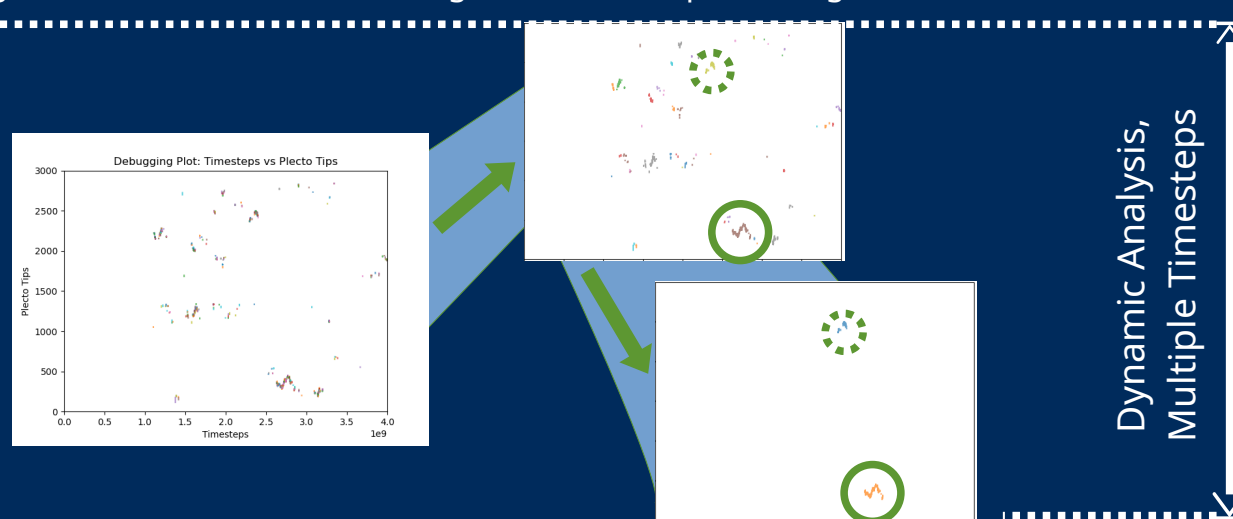 Debugging Plot: Timesteps vs Plecto Tips
3000
2500
2000
1500
1000
500
0
Plecto Tips
0.0 0.5 1.0 1.5 2.0 2.5 3.0 3.5 4.0
1e9
Timesteps
Dynamic Analysis,
Multiple Timesteps